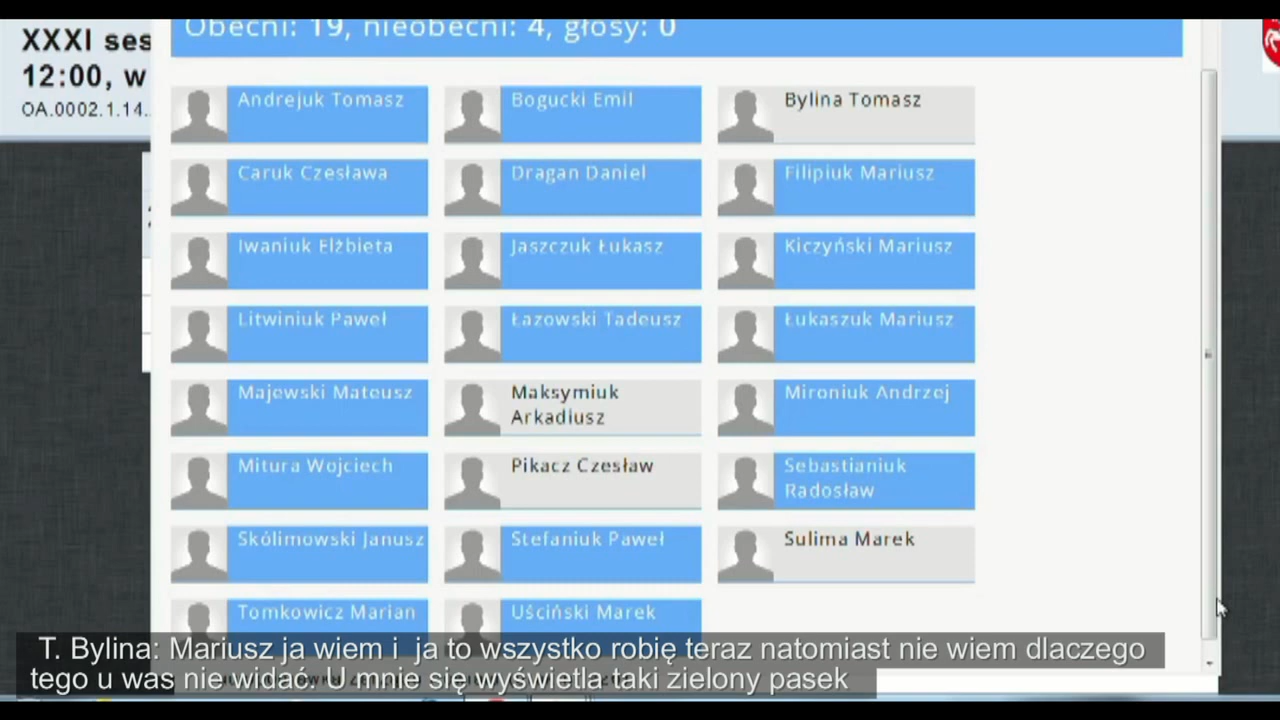 Obecni: 19, nieobecni: 4, głosy: 0
XXXI ses
12:00, w
OA.0002.1.14.
Andrejuk Tomasz
Bogucki Emil
Bylina Tomasz
Caruk Czesława
Dragan Daniel
Filipiuk Mariusz
Iwaniuk Elżbieta
Jaszczuk Łukasz
Kiczyński Mariusz
Litwiniuk Paweł
Łazowski Tadeusz
Łukaszuk Mariusz
Majewski Mateusz
Maksymiuk
Arkadiusz
Mironiuk Andrzej
Mitura Wojciech
Pikacz Czesław
Sebastianiuk
Radosław
Skólimowski Janusz
Stefaniuk Paweł
Sulima Marek
Tomkowicz Marian
Uściński Marek
T. Bylina: Mariusz ja wiem i ja to wszystko robię teraz natomiast nie wiem dlaczego
tego u was nie widać. U mnie się wyświetla taki zielony pasek